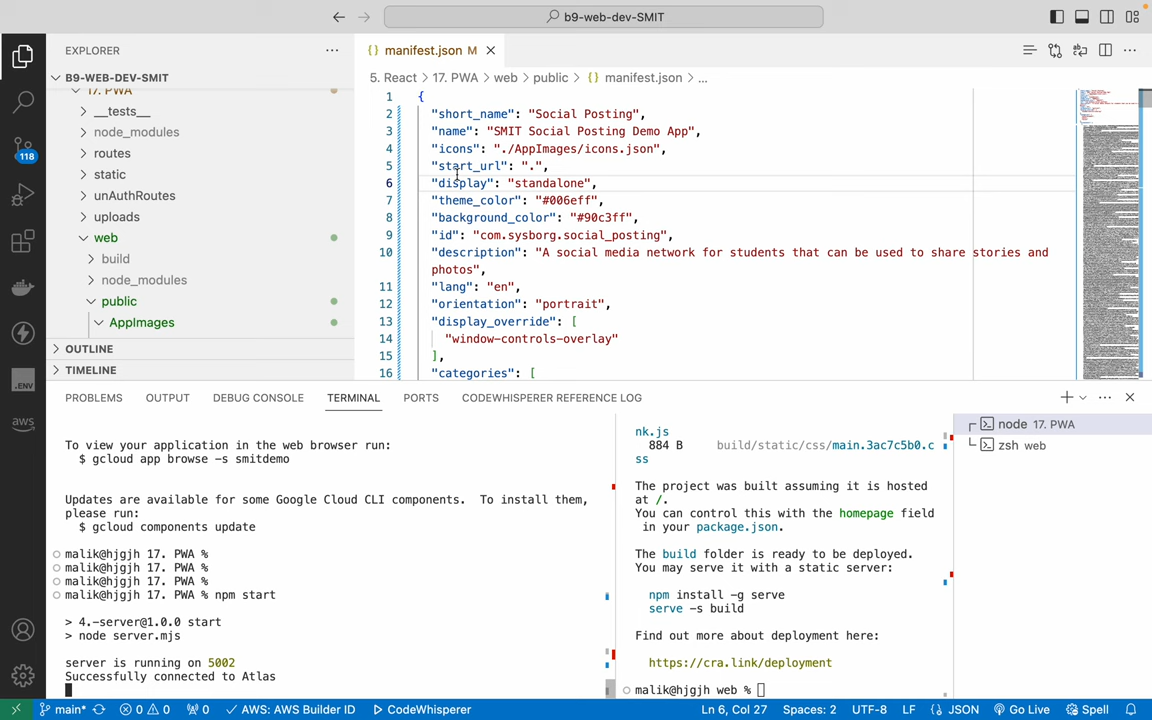 b9-web-dev-SMIT
EXPLORER
B9-WEB-DEV-SMIT
17. PWA
__tests__
node_modules
routes
static
unAuthRoutes
uploads
web
build
node_modules
public
AppImages
OUTLINE
TIMELINE
118
.ENV
aws
{} manifest.json M
5. React > 17. PWA > web > public > {} manifest.json > ...
1 {
2 "short_name": "Social Posting",
3 "name": "SMIT Social Posting Demo App",
4 "icons": "./AppImages/icons.json",
5 "start_url": ".",
6 "display": "standalone",
7 "theme_color": "#006eff",
8 "background_color": "#90c3ff",
9 "id": "com.sysborg.social_posting",
10 "description": "A social media network for students that can be used to share stories and
photos",
11 "lang": "en",
12 "orientation": "portrait",
13 "display_override": [
14 "window-controls-overlay"
15 ],
16 "categories": [
PROBLEMS OUTPUT DEBUG CONSOLE TERMINAL PORTS CODEWHISPERER REFERENCE LOG
To view your application in the web browser run:
$ gcloud app browse -s smitdemo
Updates are available for some Google Cloud CLI components. To install them,
please run:
$ gcloud components update
malik@hjgjh 17. PWA %
malik@hjgjh 17. PWA %
malik@hjgjh 17. PWA %
malik@hjgjh 17. PWA % npm start
> 4.-server@1.0.0 start
> node server.mjs
server is running on 5002
Successfully connected to Atlas
nk.js
884 B build/static/css/main.3ac7c5b0.c
ss
The project was built assuming it is hosted
at /.
You can control this with the homepage field
in your package.json.
The build folder is ready to be deployed.
You may serve it with a static server:
npm install -g serve
serve -s build
Find out more about deployment here:
https://cra.link/deployment
malik@hjgjh web %
node 17. PWA
zsh web
main* 0 0 0 AWS: AWS Builder ID CodeWhisperer Ln 6, Col 27 Spaces: 2 UTF-8 LF {} JSON Go Live Spell